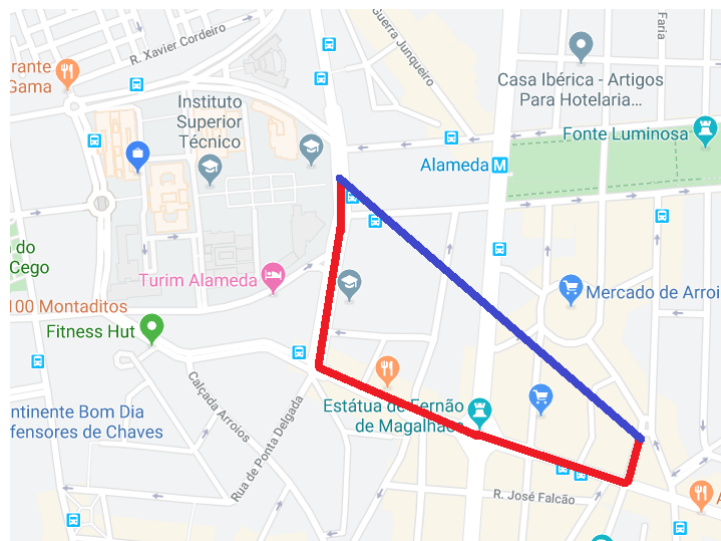 R. Xavier Cordeiro
Guerra Junqueiro
Faria
rante
Gama
Casa Ibérica - Artigos
Para Hotelaria...
Instituto
Superior
Técnico
Fonte Luminosa
Alameda M
o do
Cego
Turim Alameda
100 Montaditos
Mercado de Arroi
Fitness Hut
Calçada Arroios
Rua de Ponta Delgada
Estátua de Fernão
de Magalhães
ntinente Bom Dia
fensores de Chaves
R. José Falcão
A